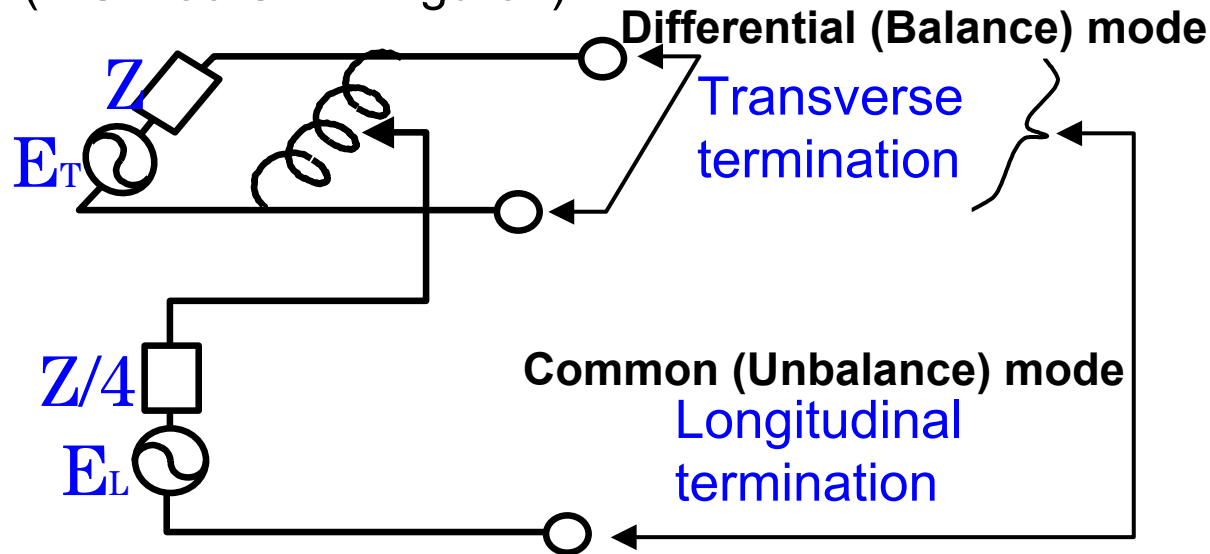 Differential (Balance) mode
Z
Transverse
termination
ET
Z/4
Common (Unbalance) mode
Longitudinal
termination
EL